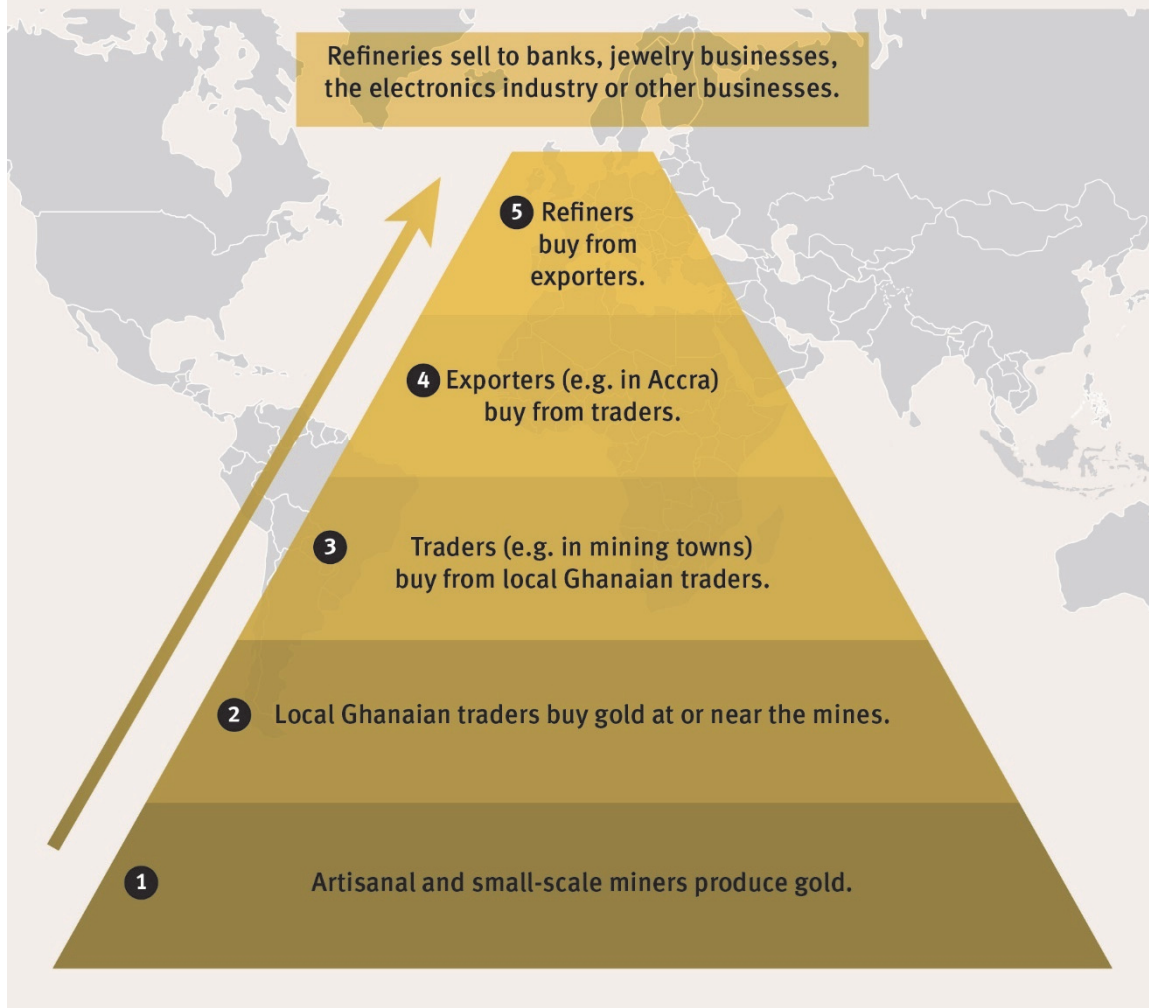 Refineries sell to banks, jewelry businesses,
the electronics industry or other businesses.
5 Refiners
buy from
exporters.
4 Exporters (e.g. in Accra)
buy from traders.
3 Traders (e.g. in mining towns)
buy from local Ghanaian traders.
2 Local Ghanaian traders buy gold at or near the mines.
1 Artisanal and small-scale miners produce gold.